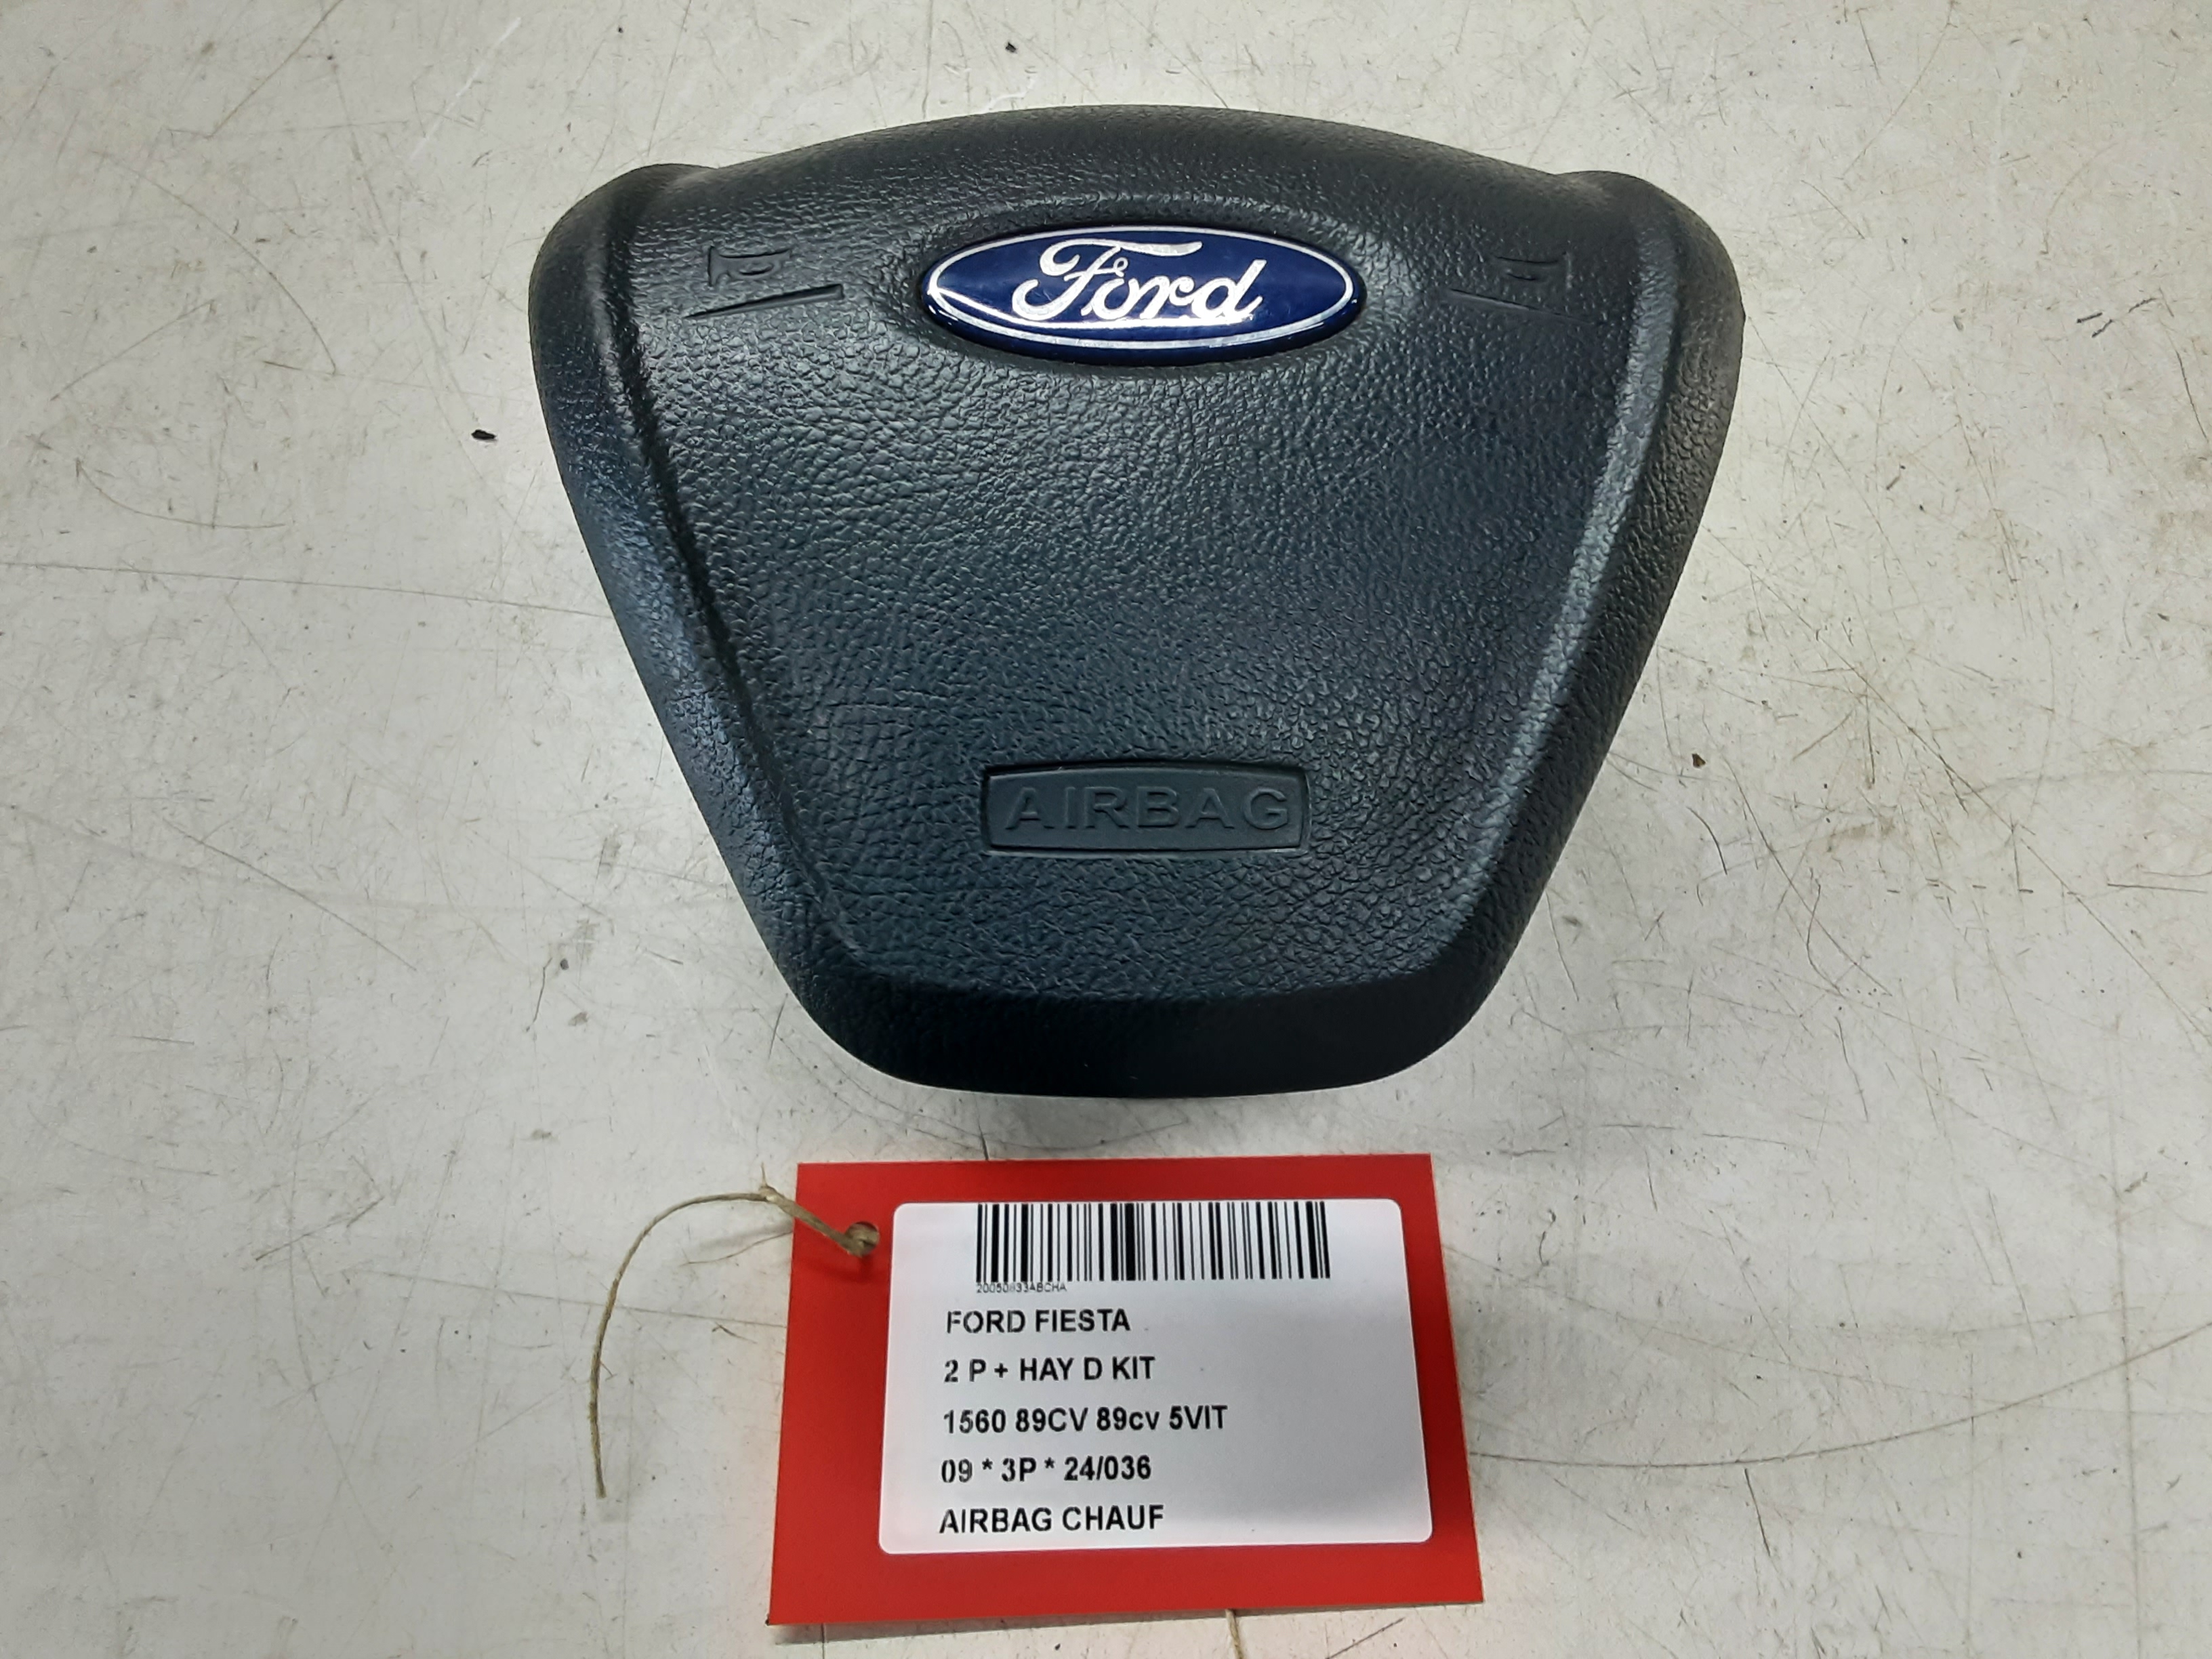 Ford
AIRBAG
FORD FIESTA
2 P + HAY D KIT
1560 89CV 89cv 5VIT
09 * 3P * 24/036
AIRBAG CHAUF